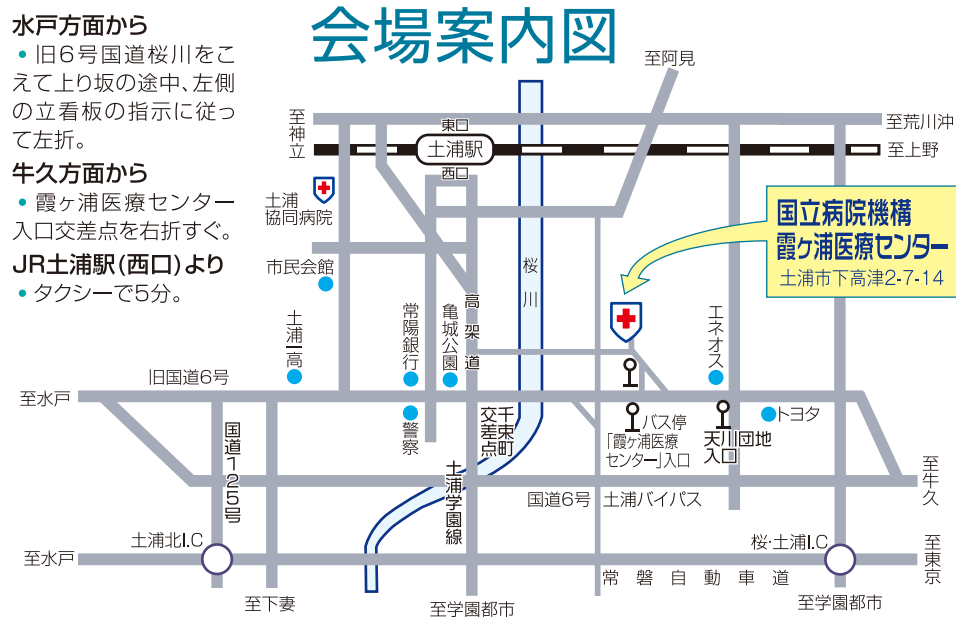 会場案内図
水戸方面から
• 旧6号国道桜川をこ
えて上り坂の途中、左側
の立看板の指示に従っ
て左折。
牛久方面から
• 霞ヶ浦医療センター
入口交差点を右折すぐ。
JR土浦駅(西口)より
• タクシーで5分。
至阿見
至神立
東口
土浦駅
西口
至荒川沖
至上野
土浦
協同病院
国立病院機構
霞ヶ浦医療センター
土浦市下高津2-7-14
市民会館
桜川
高架道
土浦一高
常陽銀行
亀城公園
エネオス
旧国道6号
至水戸
警察
千束町
交差点
バス停
「霞ヶ浦医療
センター」入口
天川団地
入口
トヨタ
国道125号
土浦学園線
国道6号
土浦バイパス
至牛久
土浦北I.C
桜・土浦I.C
至水戸
常磐自動車道
至東京
至下妻
至学園都市
至学園都市